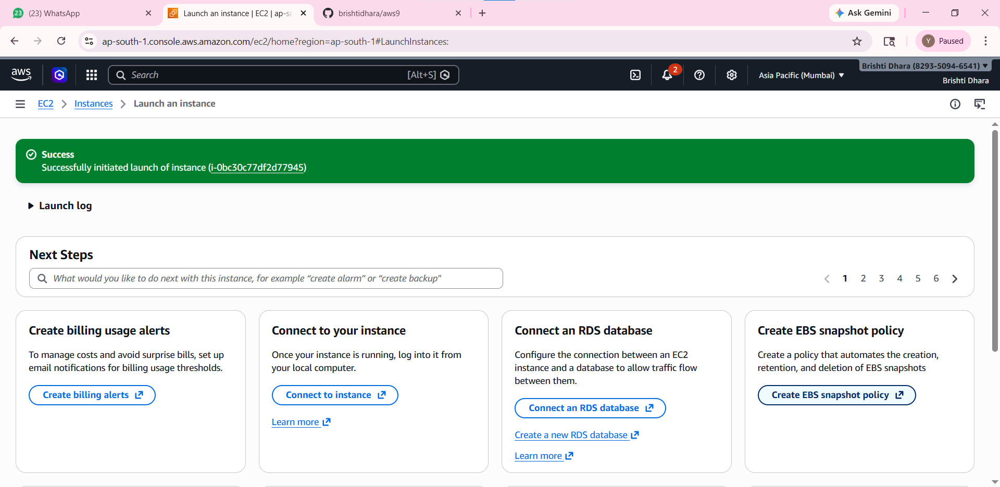 23
(23) WhatsApp
Launch an instance | EC2 | ap-sc
brishtidhara/aws9
Ask Gemini
ap-south-1.console.aws.amazon.com/ec2/home?region=ap-south-1#LaunchInstances:
Y
Paused
aws
Search
[Alt+S]
2
Asia Pacific (Mumbai)
Brishti Dhara (8293-5094-6541)
Brishti Dhara
EC2
Instances
Launch an instance
Success
Successfully initiated launch of instance (i-0bc30c77df2d77945)
Launch log
Next Steps
What would you like to do next with this instance, for example “create alarm” or “create backup"
1 2 3 4 5 6
Create billing usage alerts
To manage costs and avoid surprise bills, set up
email notifications for billing usage thresholds.
Create billing alerts
Connect to your instance
Once your instance is running, log into it from
your local computer.
Connect to instance
Learn more
Connect an RDS database
Configure the connection between an EC2
instance and a database to allow traffic flow
between them.
Connect an RDS database
Create a new RDS database
Learn more
Create EBS snapshot policy
Create a policy that automates the creation,
retention, and deletion of EBS snapshots
Create EBS snapshot policy